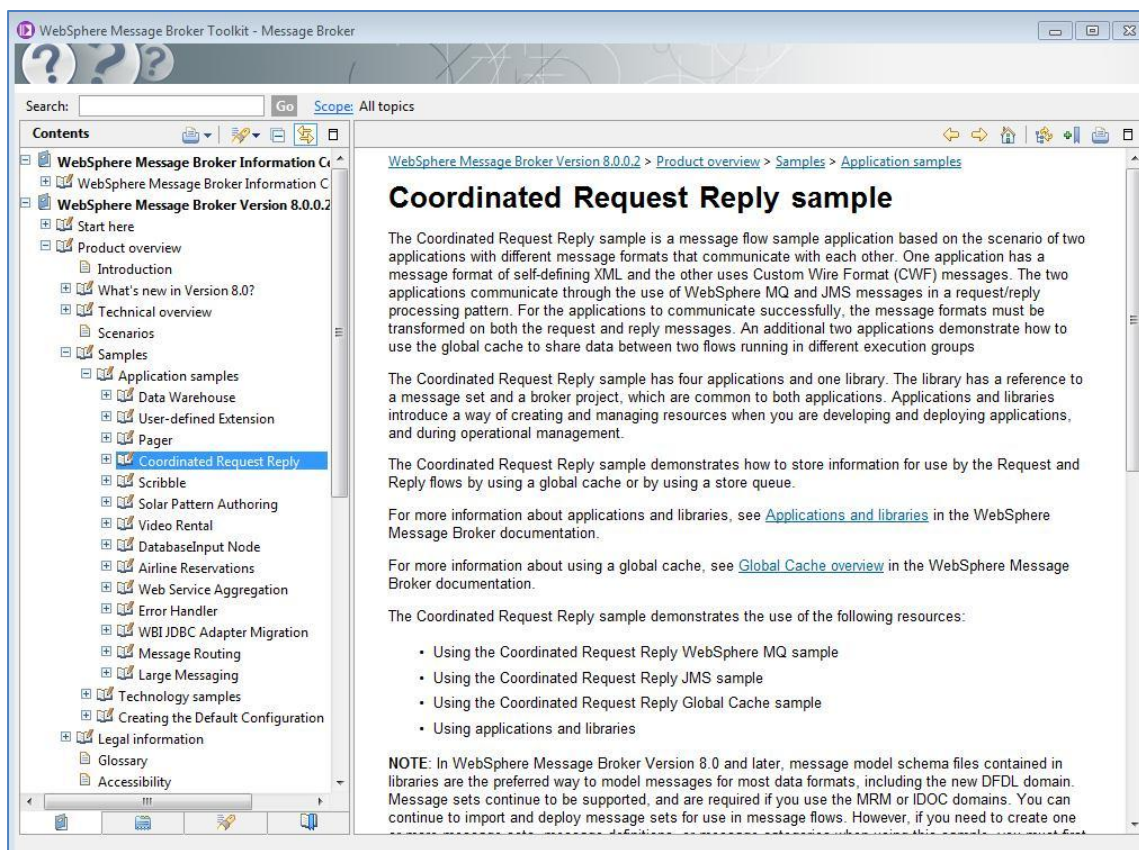 WebSphere Message Broker Toolkit - Message Broker
Search:
Go
Scope: All topics
Contents
WebSphere Message Broker Information Ce
WebSphere Message Broker Information C
WebSphere Message Broker Version 8.0.0.2
Start here
Product overview
Introduction
What's new in Version 8.0?
Technical overview
Scenarios
Samples
Application samples
Data Warehouse
User-defined Extension
Pager
Coordinated Request Reply
Scribble
Solar Pattern Authoring
Video Rental
DatabaseInput Node
Airline Reservations
Web Service Aggregation
Error Handler
WBI JDBC Adapter Migration
Message Routing
Large Messaging
Technology samples
Creating the Default Configuration
Legal information
Glossary
Accessibility
WebSphere Message Broker Version 8.0.0.2 > Product overview > Samples > Application samples
Coordinated Request Reply sample
The Coordinated Request Reply sample is a message flow sample application based on the scenario of two
applications with different message formats that communicate with each other. One application has a
message format of self-defining XML and the other uses Custom Wire Format (CWF) messages. The two
applications communicate through the use of WebSphere MQ and JMS messages in a request/reply
processing pattern. For the applications to communicate successfully, the message formats must be
transformed on both the request and reply messages. An additional two applications demonstrate how to
use the global cache to share data between two flows running in different execution groups
The Coordinated Request Reply sample has four applications and one library. The library has a reference to
a message set and a broker project, which are common to both applications. Applications and libraries
introduce a way of creating and managing resources when you are developing and deploying applications,
and during operational management.
The Coordinated Request Reply sample demonstrates how to store information for use by the Request and
Reply flows by using a global cache or by using a store queue.
For more information about applications and libraries, see Applications and libraries in the WebSphere
Message Broker documentation.
For more information about using a global cache, see Global Cache overview in the WebSphere Message
Broker documentation.
The Coordinated Request Reply sample demonstrates the use of the following resources:
• Using the Coordinated Request Reply WebSphere MQ sample
• Using the Coordinated Request Reply JMS sample
• Using the Coordinated Request Reply Global Cache sample
• Using applications and libraries
NOTE: In WebSphere Message Broker Version 8.0 and later, message model schema files contained in
libraries are the preferred way to model messages for most data formats, including the new DFDL domain.
Message sets continue to be supported, and are required if you use the MRM or IDOC domains. You can
continue to import and deploy message sets for use in message flows. However, if you need to create one
or more message sets, message definitions, or message categories when using this sample, you must first